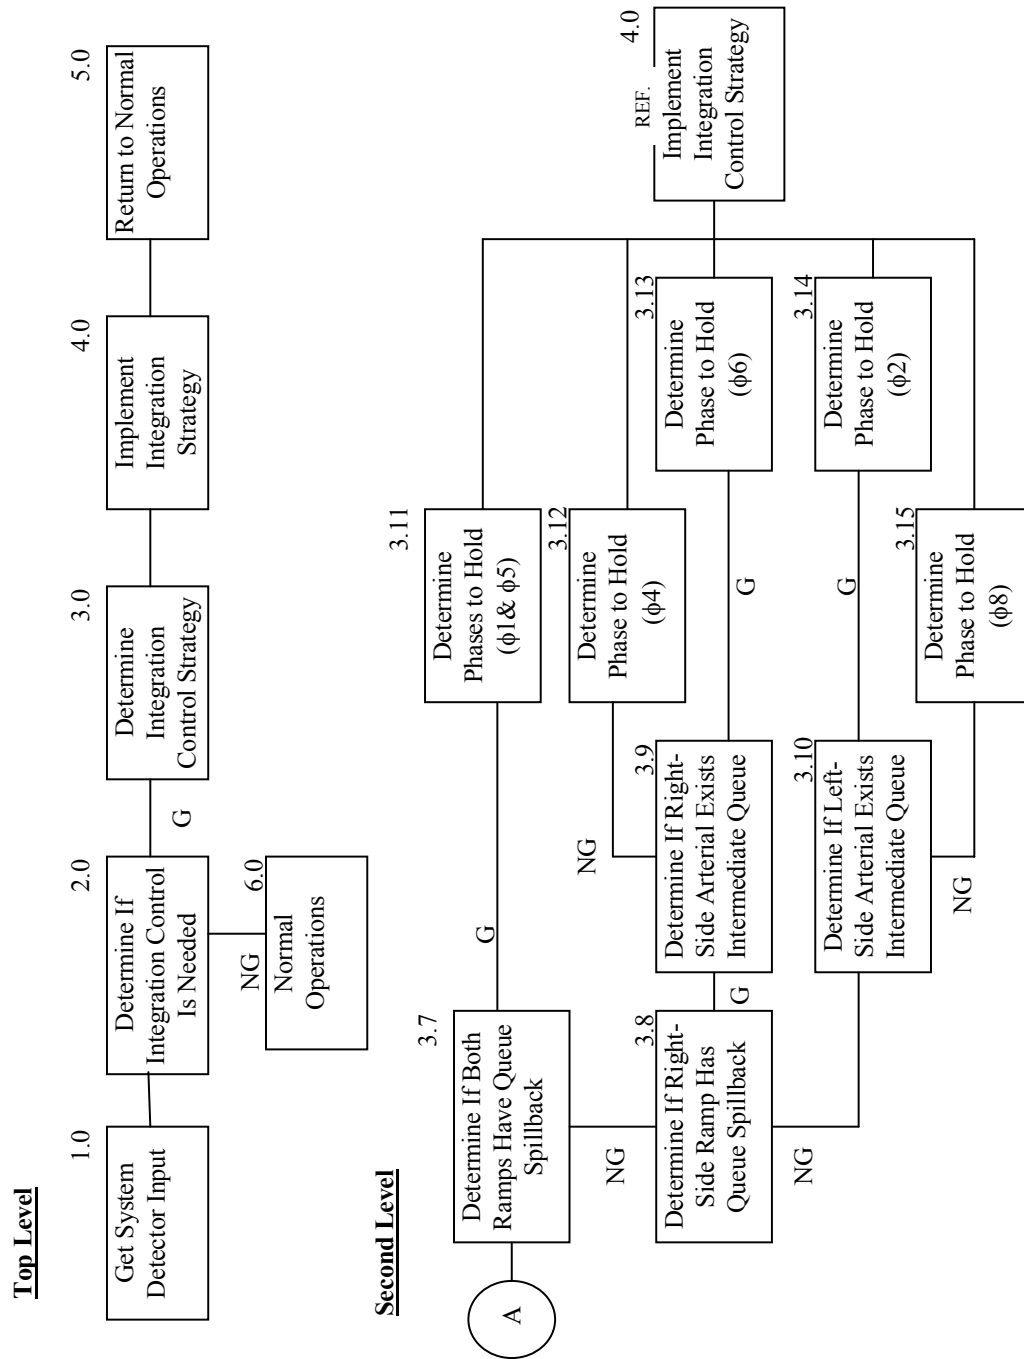 Top Level
1.0
Get System
Detector Input
2.0
Determine If
Integration Control
Is Needed
G
NG
6.0
Normal
Operations
3.0
Determine
Integration
Control Strategy
4.0
Implement
Integration
Strategy
5.0
Return to Normal
Operations
Second Level
A
3.7
Determine If Both
Ramps Have Queue
Spillback
G
NG
3.8
Determine If Right-
Side Ramp Has
Queue Spillback
G
NG
3.9
Determine If Right-
Side Arterial Exists
Intermediate Queue
NG
G
3.10
Determine If Left-
Side Arterial Exists
Intermediate Queue
G
NG
3.11
Determine
Phases to Hold
(ϕ1& ϕ5)
3.12
Determine
Phase to Hold
(ϕ4)
3.13
Determine
Phase to Hold
(ϕ6)
3.14
Determine
Phase to Hold
(ϕ2)
3.15
Determine
Phase to Hold
(ϕ8)
REF.
4.0
Implement
Integration
Control Strategy